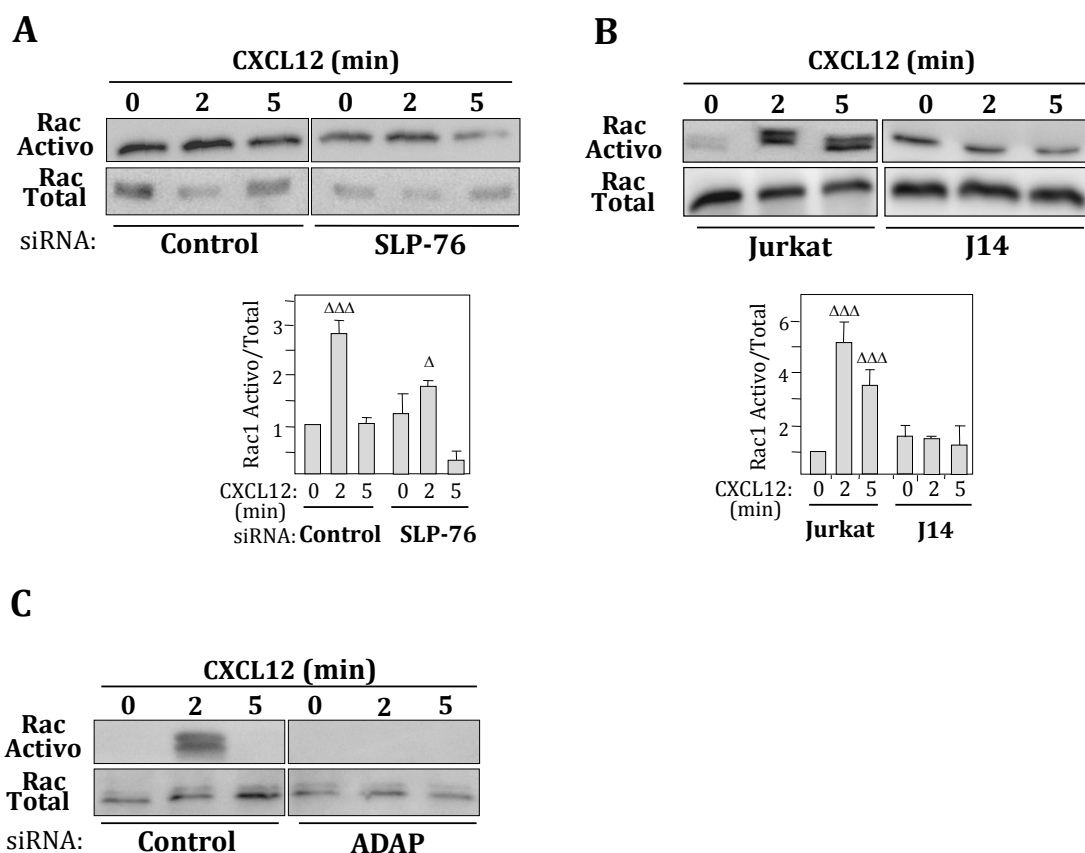 A
CXCL12 (min)
0 2 5 0 2 5
Rac
Activo
Rac
Total
siRNA: Control SLP-76
Rac1 Activo/Total
3
2
1
ΔΔΔ
Δ
CXCL12: 0 2 5 0 2 5
(min)
siRNA: Control SLP-76
B
CXCL12 (min)
0 2 5 0 2 5
Rac
Activo
Rac
Total
Jurkat J14
Rac1 Activo/Total
6
4
2
ΔΔΔ
ΔΔΔ
CXCL12: 0 2 5 0 2 5
(min)
Jurkat J14
C
CXCL12 (min)
0 2 5 0 2 5
Rac
Activo
Rac
Total
siRNA: Control ADAP